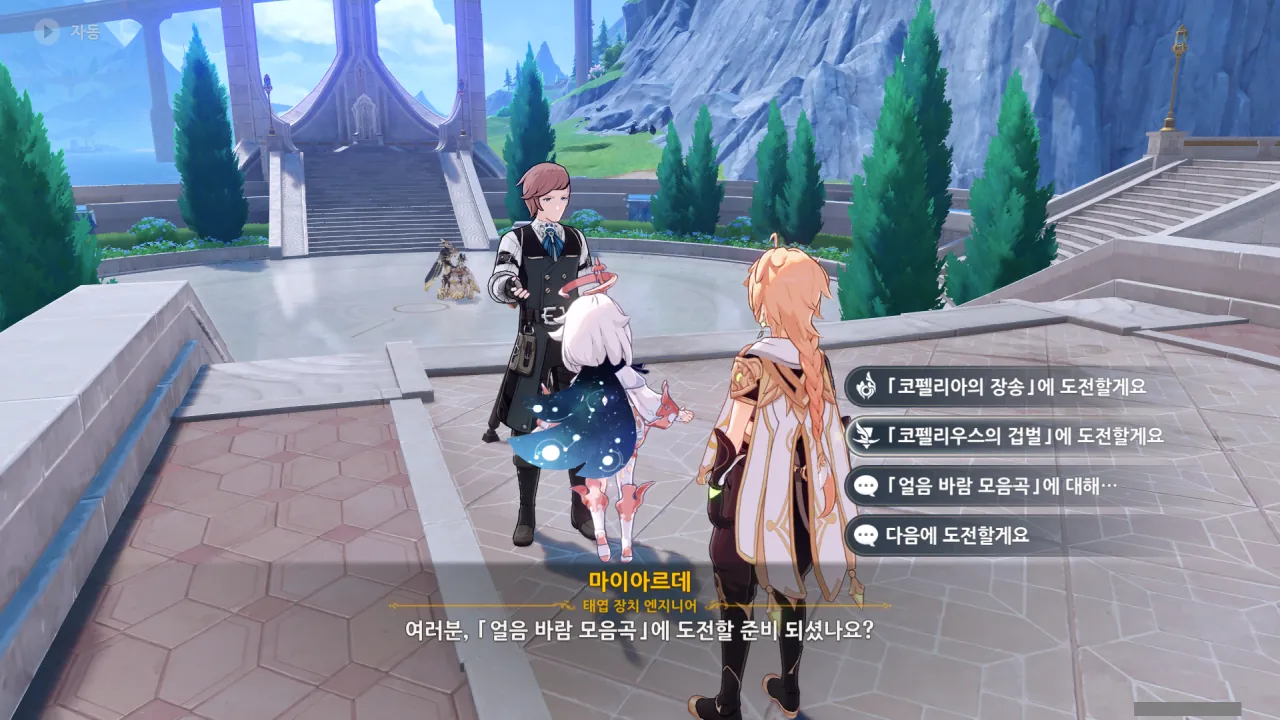 자동
「코펠리아의 장송」에 도전할게요
「코펠리우스의 겁벌」에 도전할게요
「얼음 바람 모음곡」에 대해…
다음에 도전할게요
마이아르데
태엽 장치 엔지니어
여러분, 「얼음 바람 모음곡」에 도전할 준비 되셨나요?